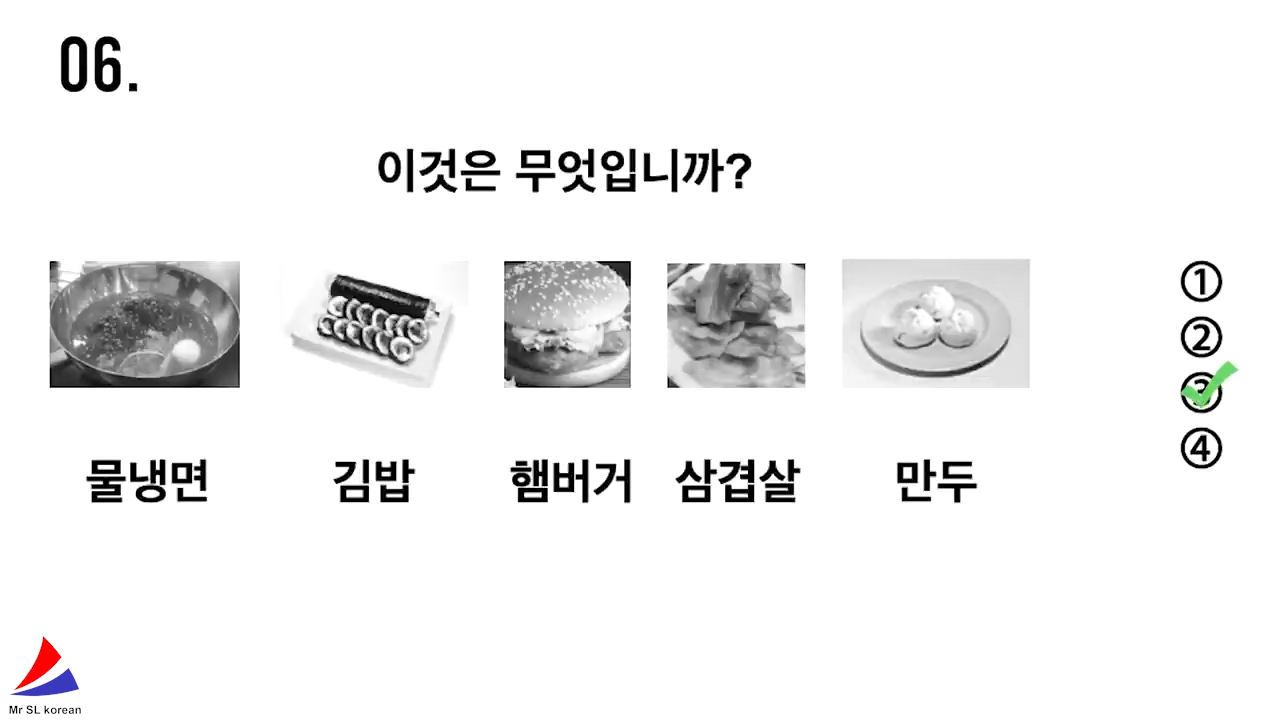 06.
이것은 무엇입니까?
물냉면 김밥 햄버거 삼겹살 만두
①
②
③
④
Mr SL korean